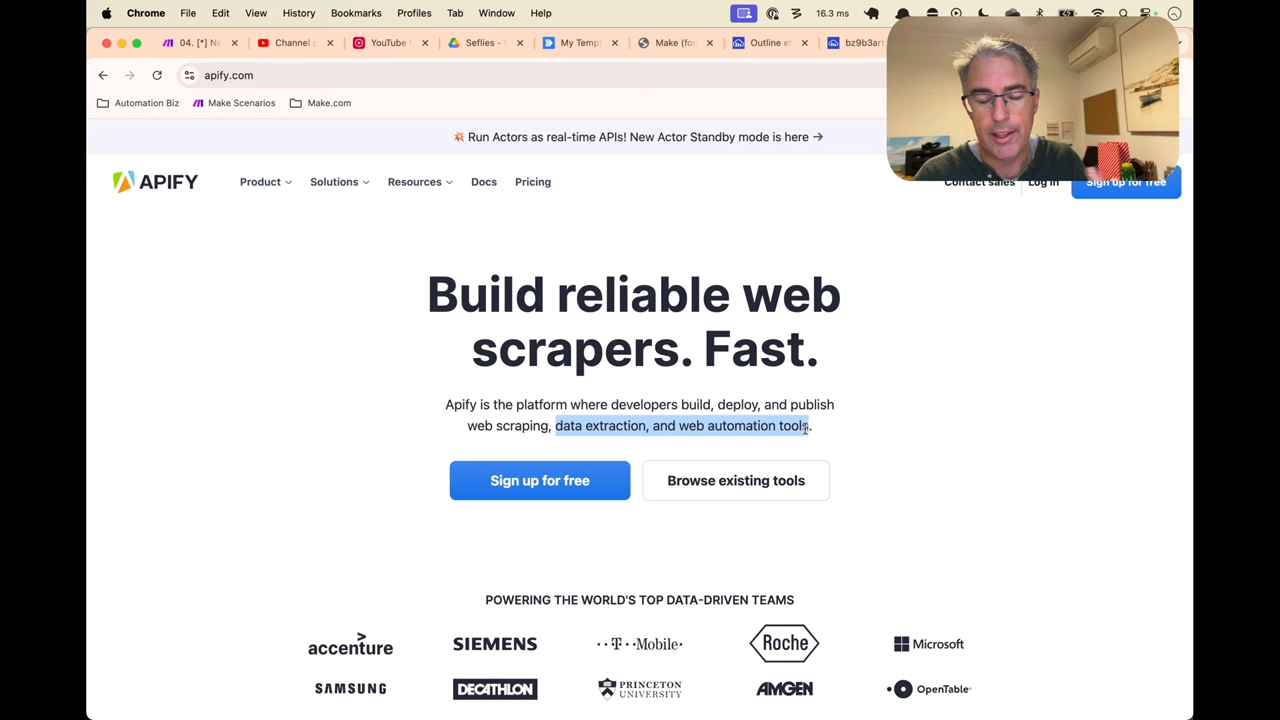 Chrome File Edit View History Bookmarks Profiles Tab Window Help 16.3 ms
04. [*] Ne
Channel c
YouTube F
Seflies -
My Templ
Make (for
Outline ef
bz9b3art
apify.com
Automation Biz Make Scenarios Make.com
💥 Run Actors as real-time APIs! New Actor Standby mode is here →
APIFY Product Solutions Resources Docs Pricing Contact sales Log in Sign up for free
Build reliable web
scrapers. Fast.
Apify is the platform where developers build, deploy, and publish
web scraping, data extraction, and web automation tools.
Sign up for free Browse existing tools
POWERING THE WORLD'S TOP DATA-DRIVEN TEAMS
accenture SIEMENS T Mobile Roche Microsoft
SAMSUNG DECATHLON PRINCETON UNIVERSITY AMGEN OpenTable